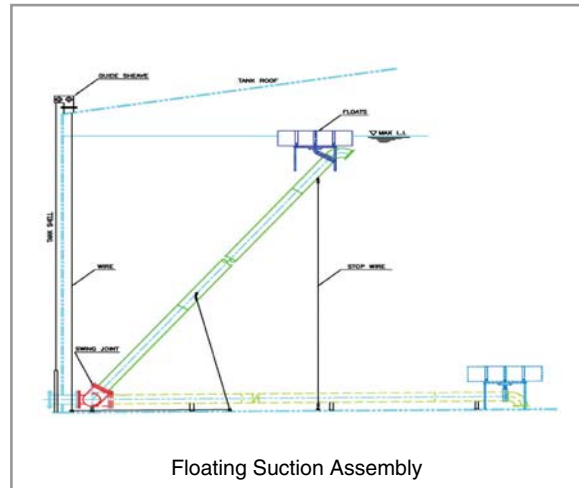 GUIDE SHEAVE
TANK ROOF
FLOATS
MAX L.L
TANK SHELL
WIRE
STOP WIRE
SWING JOINT
Floating Suction Assembly